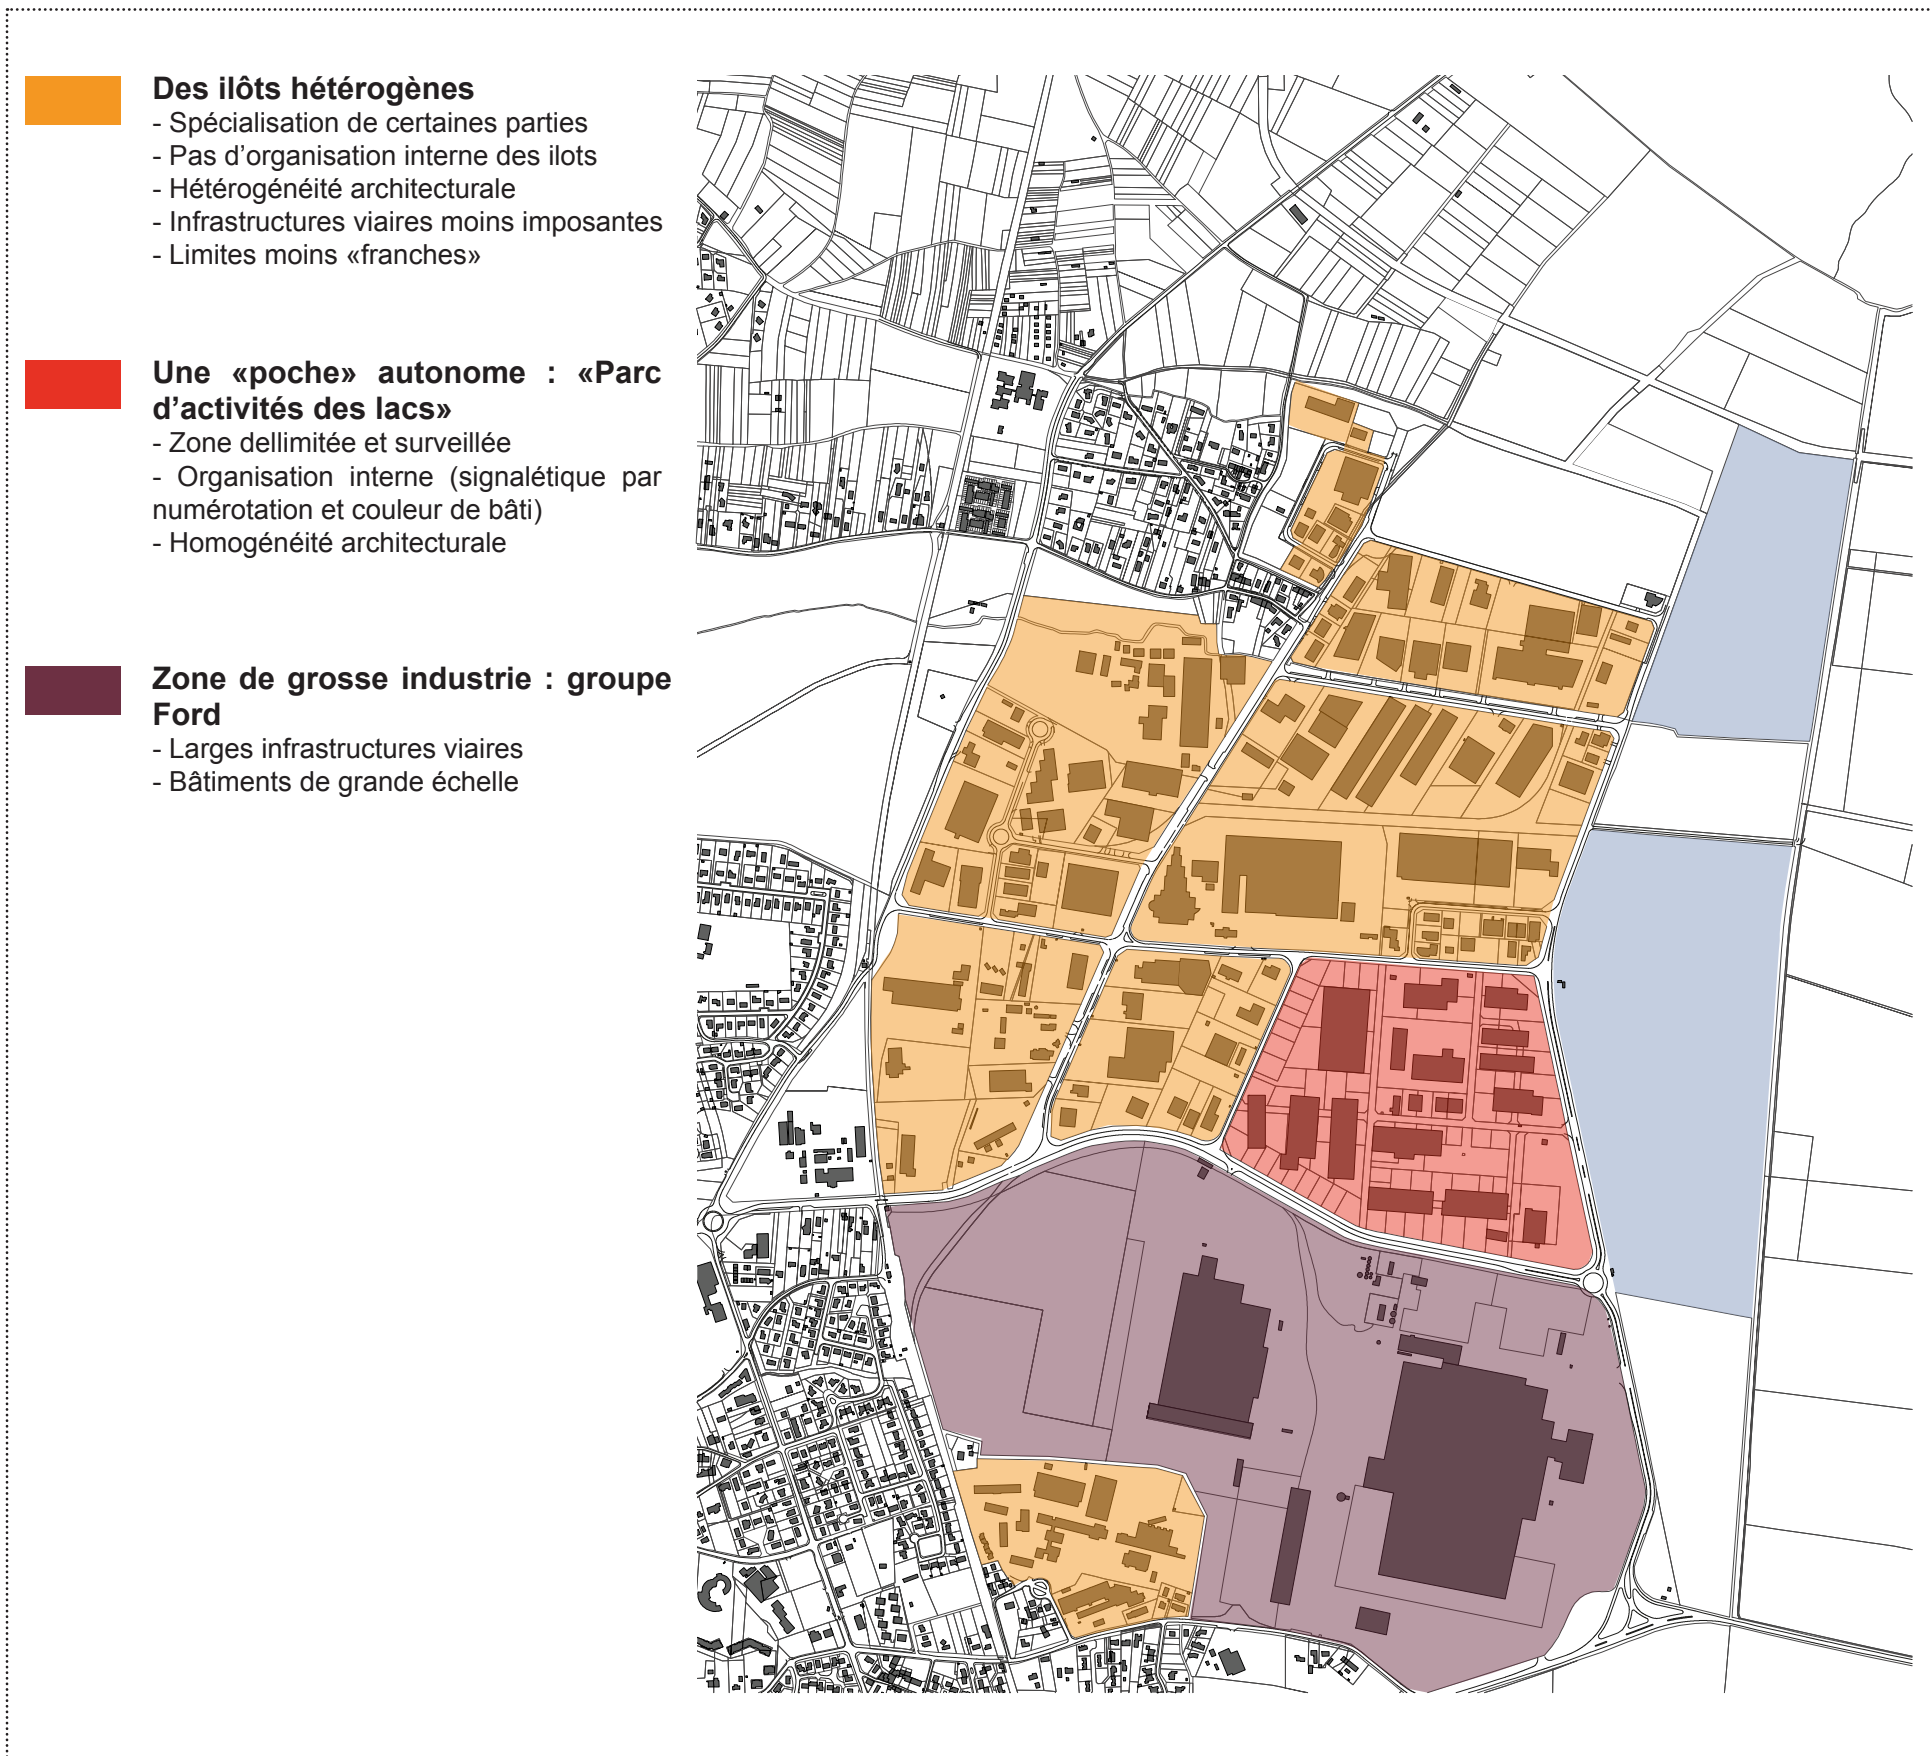 Des ilôts hétérogènes
- Spécialisation de certaines parties
- Pas d’organisation interne des ilots
- Hétérogénéité architecturale
- Infrastructures viaires moins imposantes
- Limites moins «franches»
Une «poche» autonome : «Parc
d’activités des lacs»
- Zone dellimitée et surveillée
- Organisation interne (signalétique par
numérotation et couleur de bâti)
- Homogénéité architecturale
Zone de grosse industrie : groupe
Ford
- Larges infrastructures viaires
- Bâtiments de grande échelle